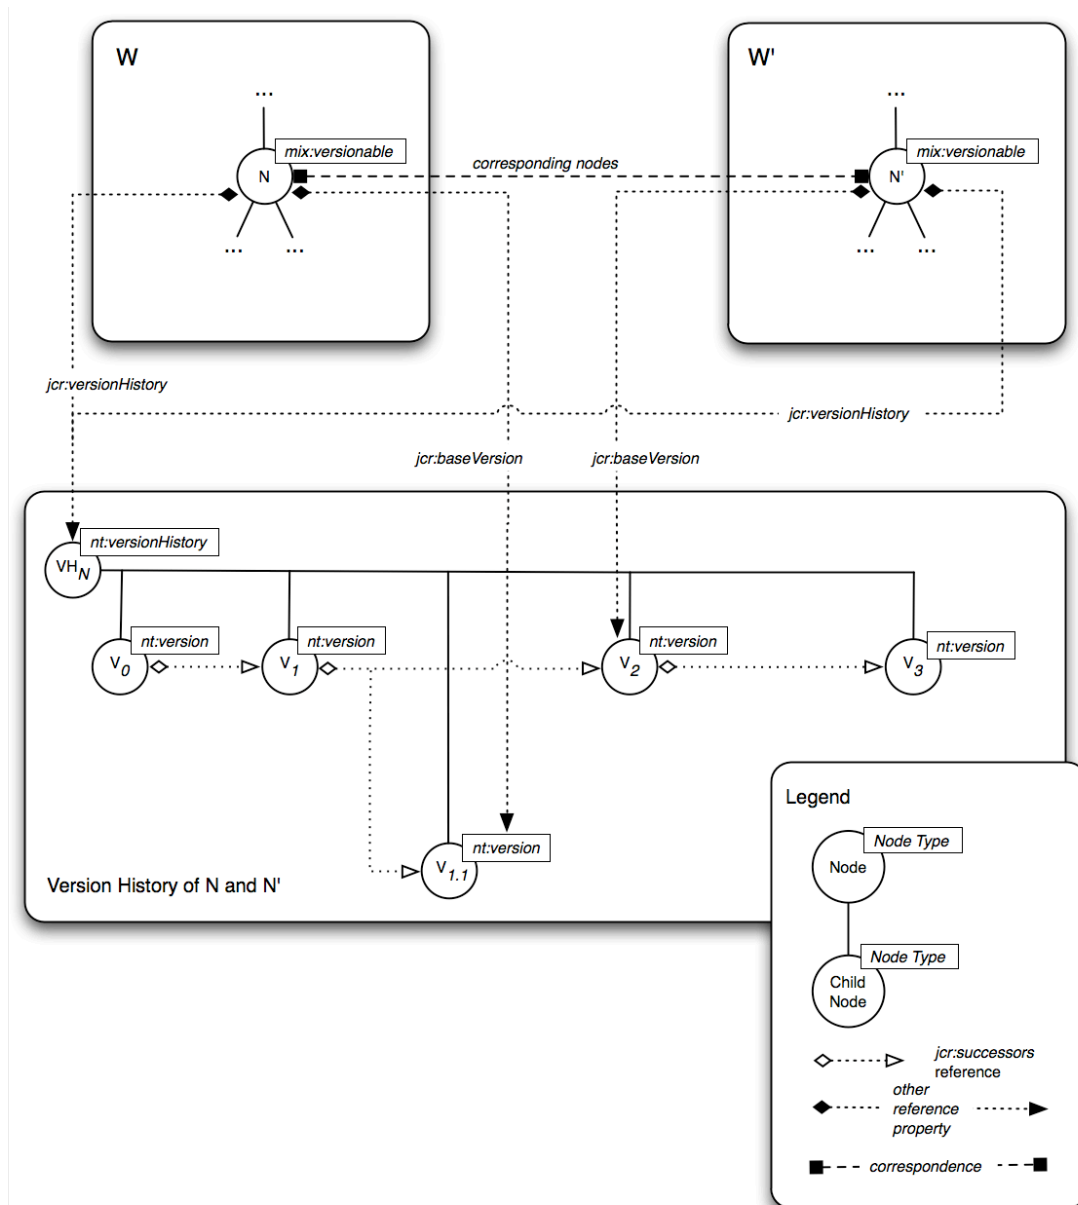 W
W'
...
...
mix:versionable
mix:versionable
corresponding nodes
N
N'
... ...
... ...
jcr:versionHistory
jcr:versionHistory
jcr:baseVersion
jcr:baseVersion
nt:versionHistory
VHN
nt:version
nt:version
nt:version
nt:version
V0
V1
V2
V3
nt:version
V1.1
Version History of N and N'
Legend
Node Type
Node
Node Type
Child
Node
jcr:successors
reference
other
reference
property
correspondence